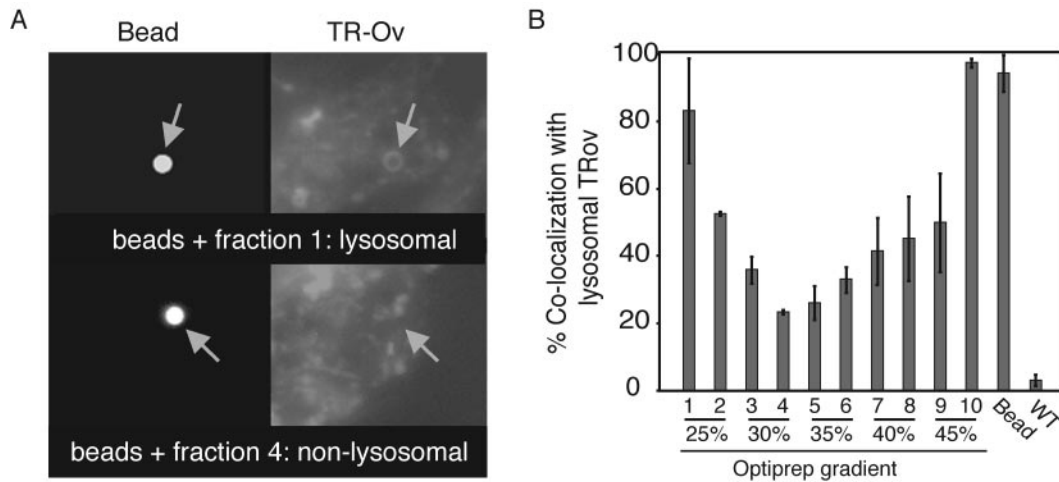 A
Bead
TR-Ov
beads + fraction 1: lysosomal
beads + fraction 4: non-lysosomal
B
% Co-localization with
lysosomal TRov
100
80
60
40
20
0
1 2 3 4 5 6 7 8 9 10 Bead WT
25% 30% 35% 40% 45%
Optiprep gradient